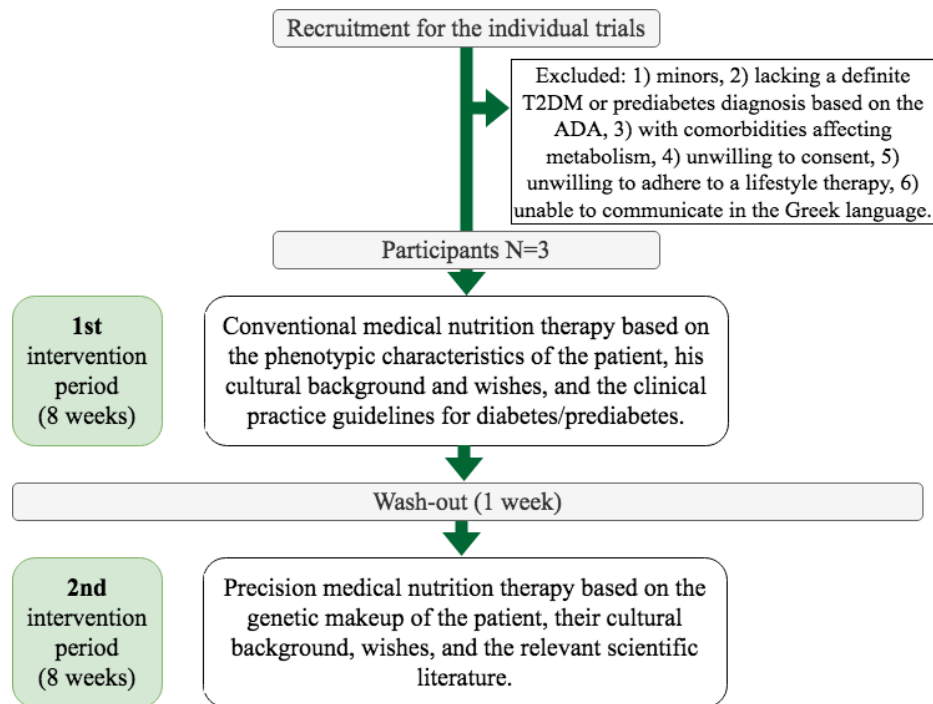 Recruitment for the individual trials
Excluded: 1) minors, 2) lacking a definite
T2DM or prediabetes diagnosis based on the
ADA, 3) with comorbidities affecting
metabolism, 4) unwilling to consent, 5)
unwilling to adhere to a lifestyle therapy, 6)
unable to communicate in the Greek language.
Participants N=3
1st
intervention
period
(8 weeks)
Conventional medical nutrition therapy based on
the phenotypic characteristics of the patient, his
cultural background and wishes, and the clinical
practice guidelines for diabetes/prediabetes.
Wash-out (1 week)
2nd
intervention
period
(8 weeks)
Precision medical nutrition therapy based on the
genetic makeup of the patient, their cultural
background, wishes, and the relevant scientific
literature.